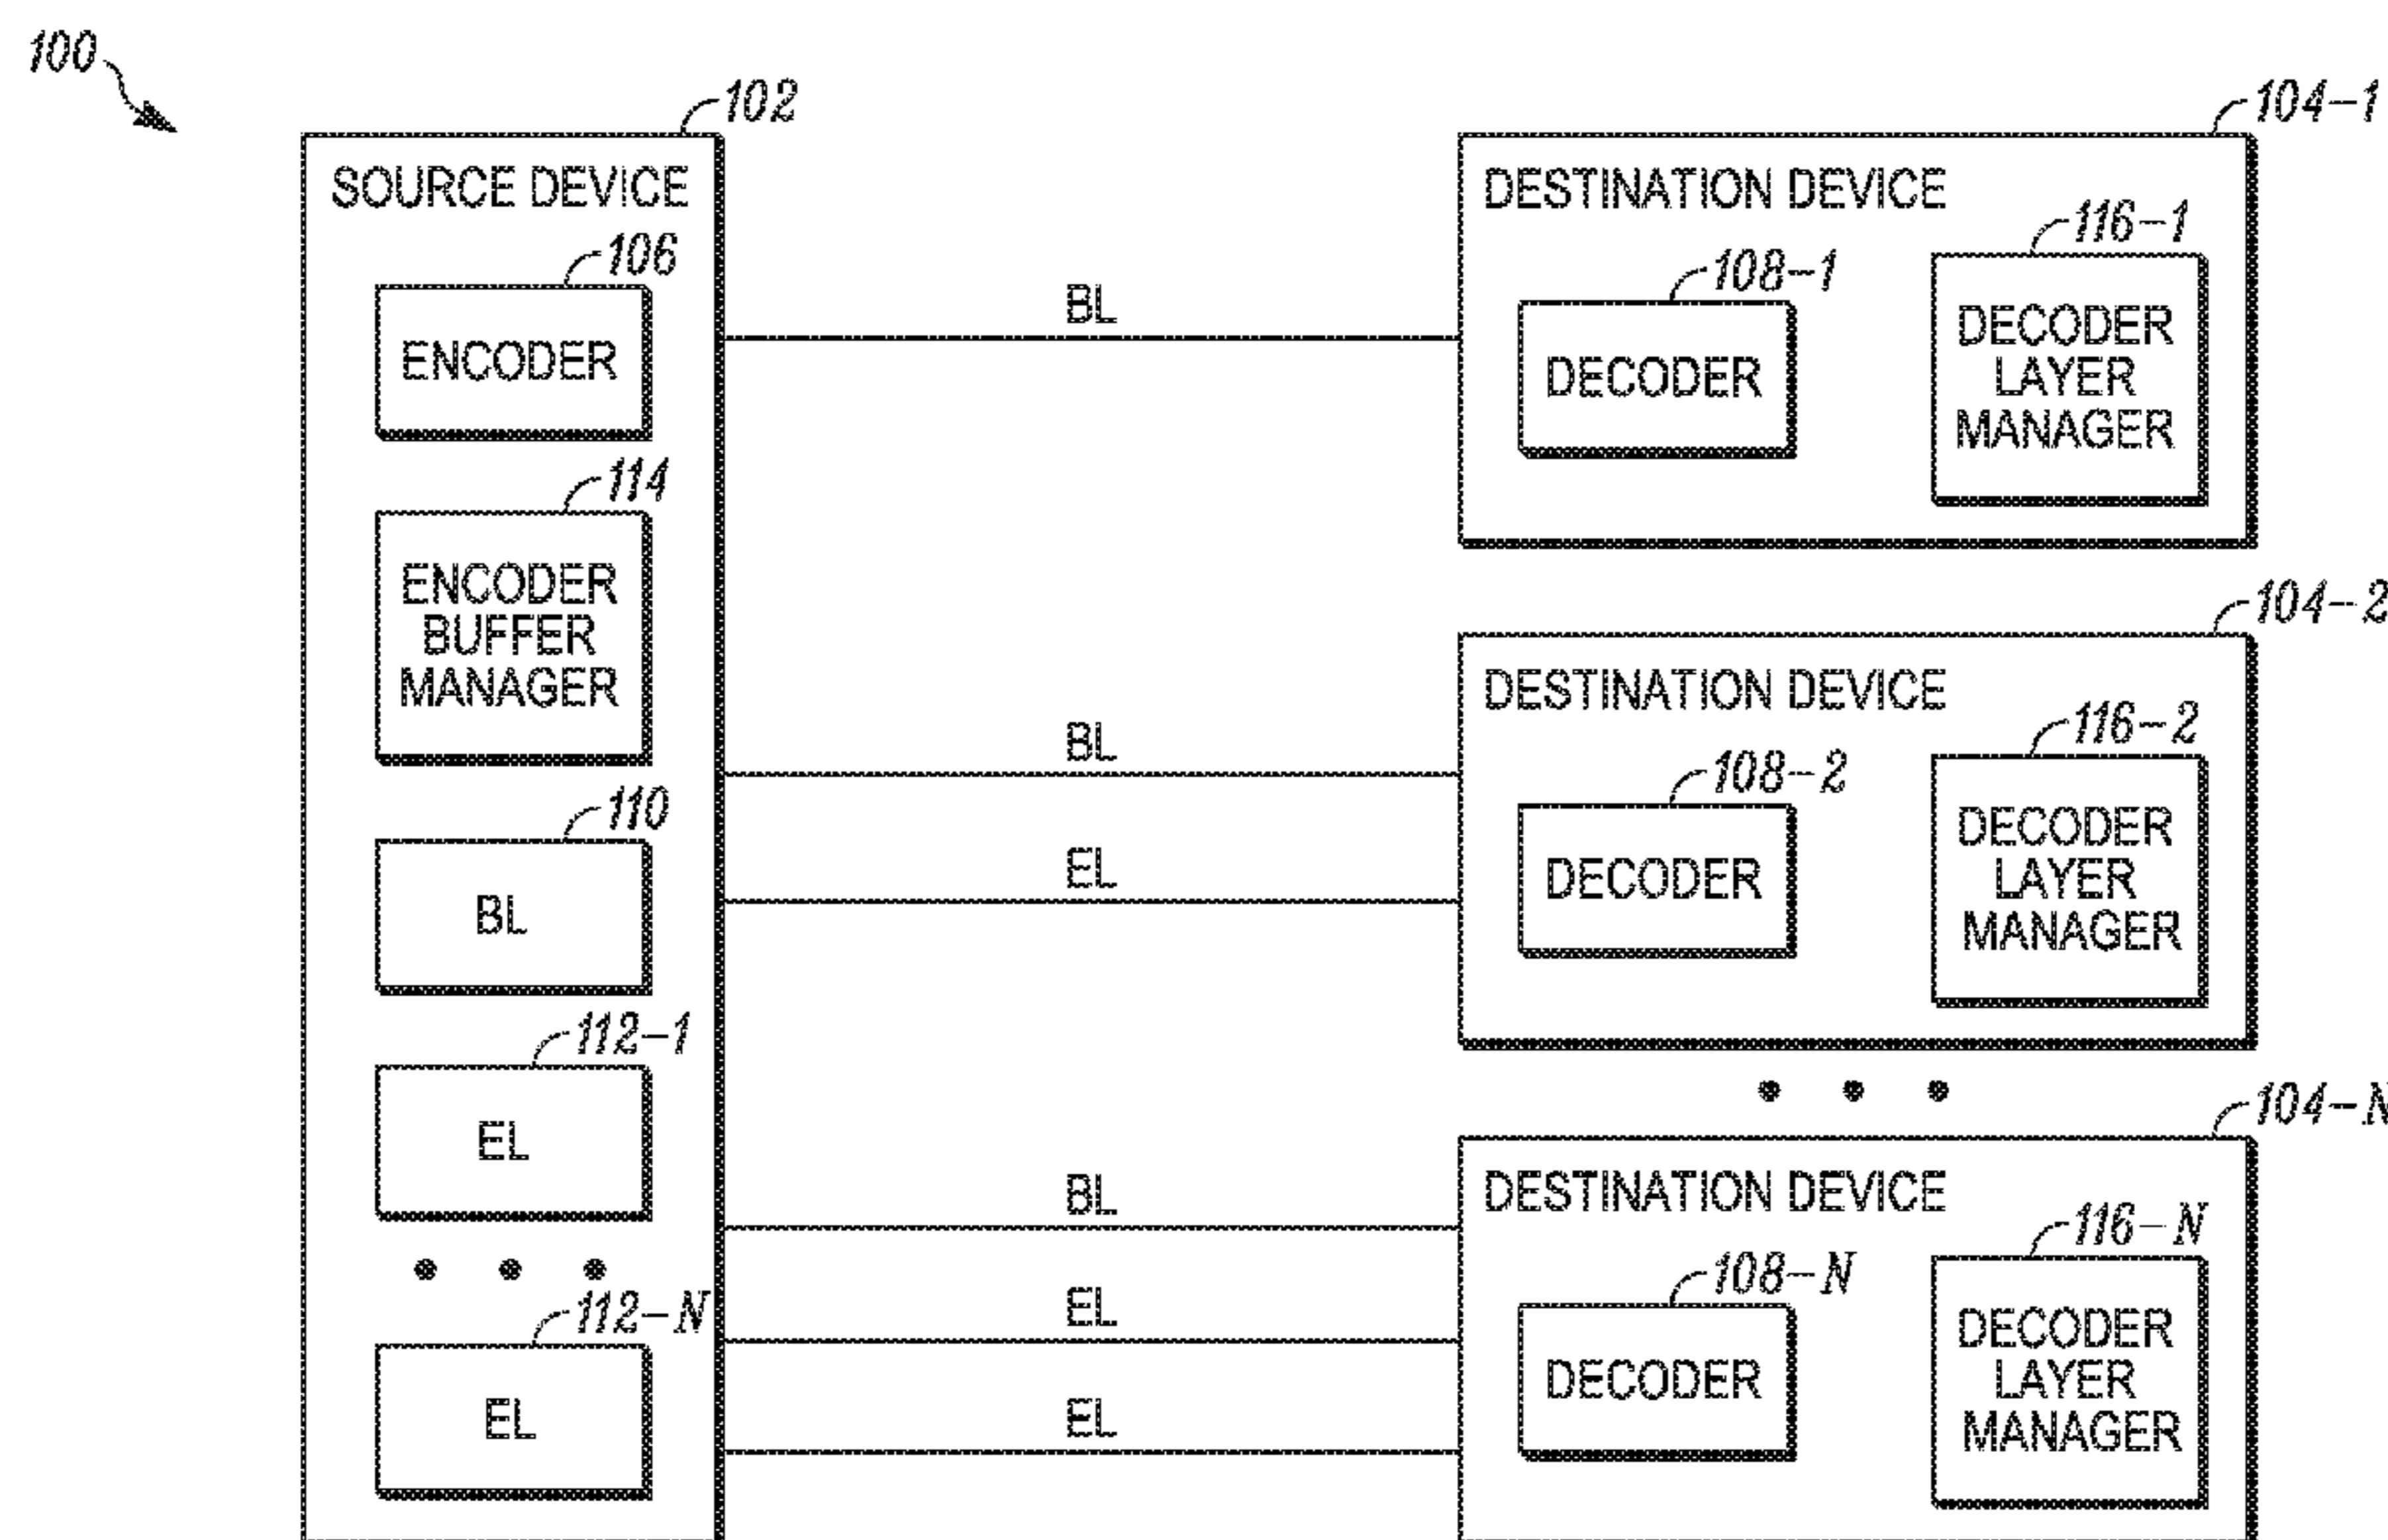 100
102
SOURCE DEVICE
106
ENCODER
114
ENCODER
BUFFER
MANAGER
110
BL
112-1
EL
112-N
EL
BL
BL
EL
BL
EL
EL
104-1
DESTINATION DEVICE
108-1
DECODER
116-1
DECODER
LAYER
MANAGER
104-2
DESTINATION DEVICE
108-2
DECODER
116-2
DECODER
LAYER
MANAGER
104-N
DESTINATION DEVICE
108-N
DECODER
116-N
DECODER
LAYER
MANAGER